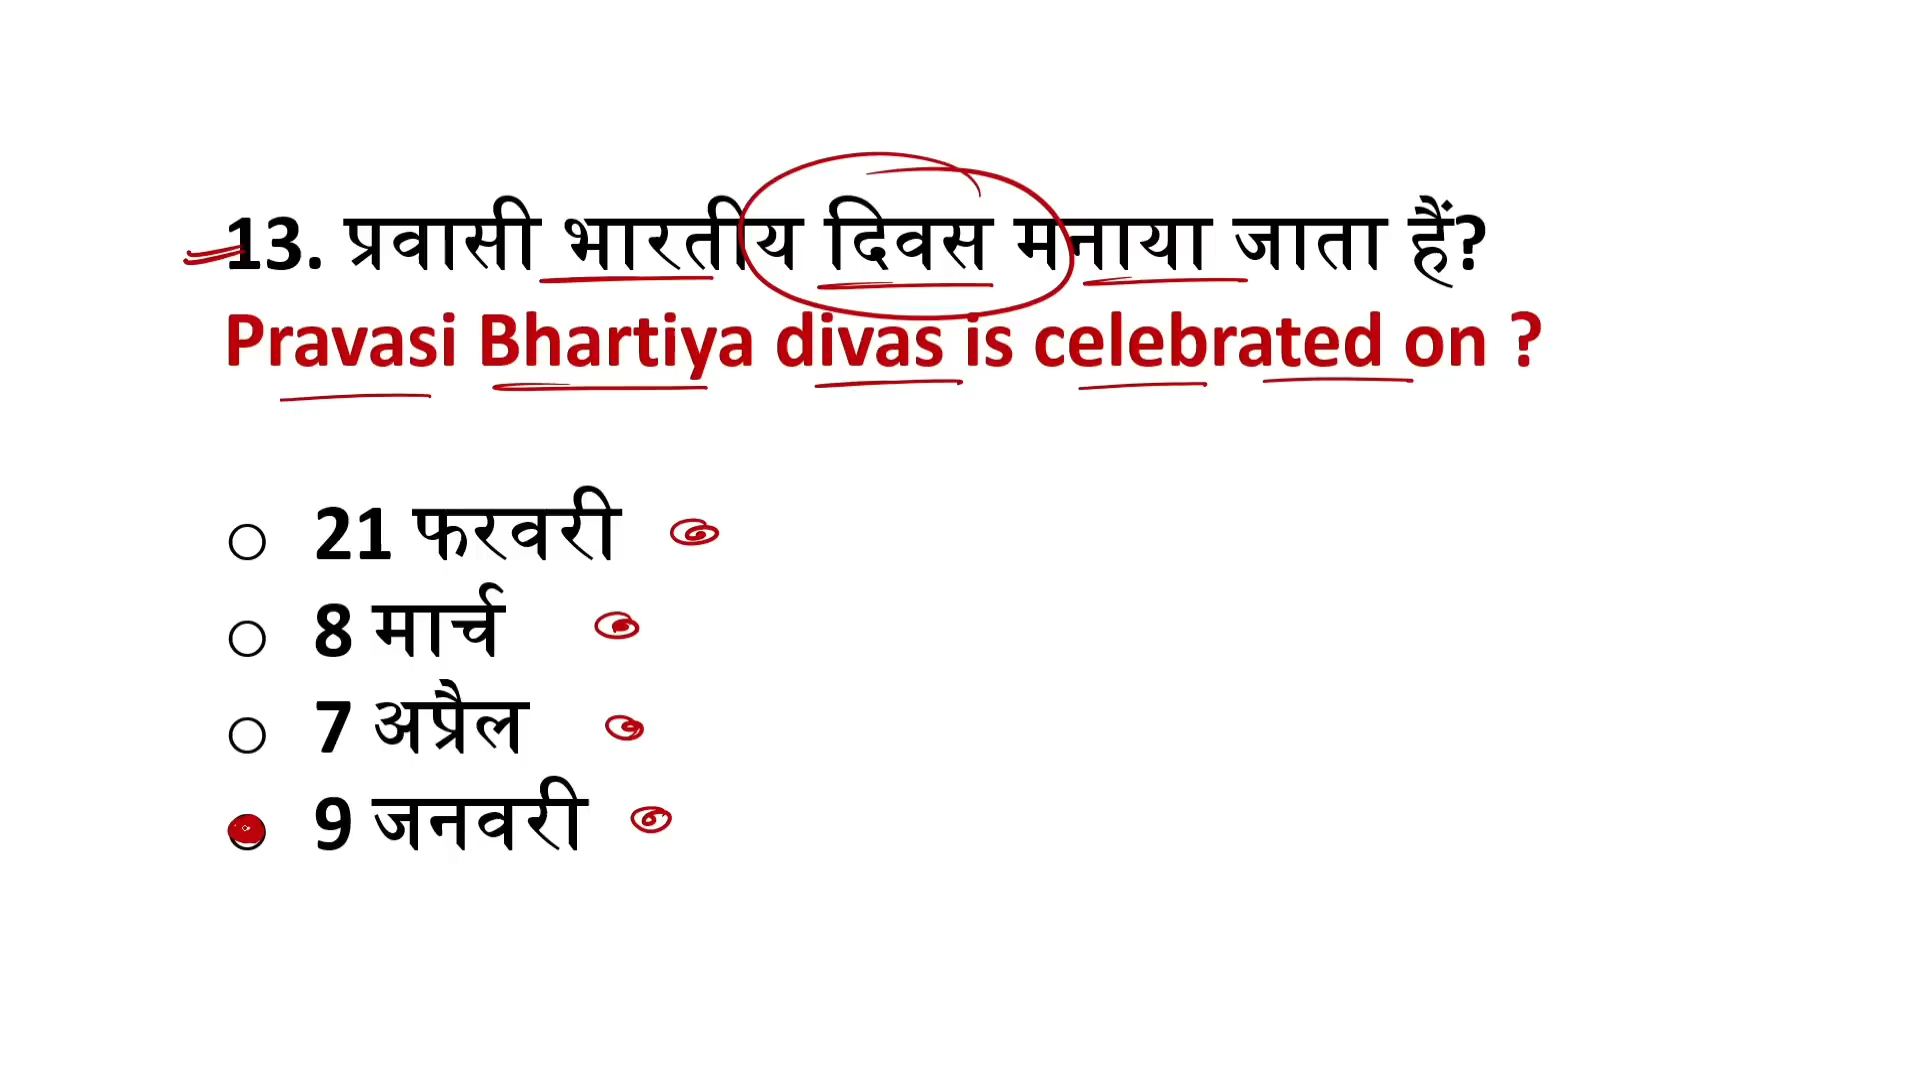 13. प्रवासी भारतीय दिवस मनाया जाता हैं?
Pravasi Bhartiya divas is celebrated on ?
21 फरवरी
8 मार्च
7 अप्रैल
9 जनवरी